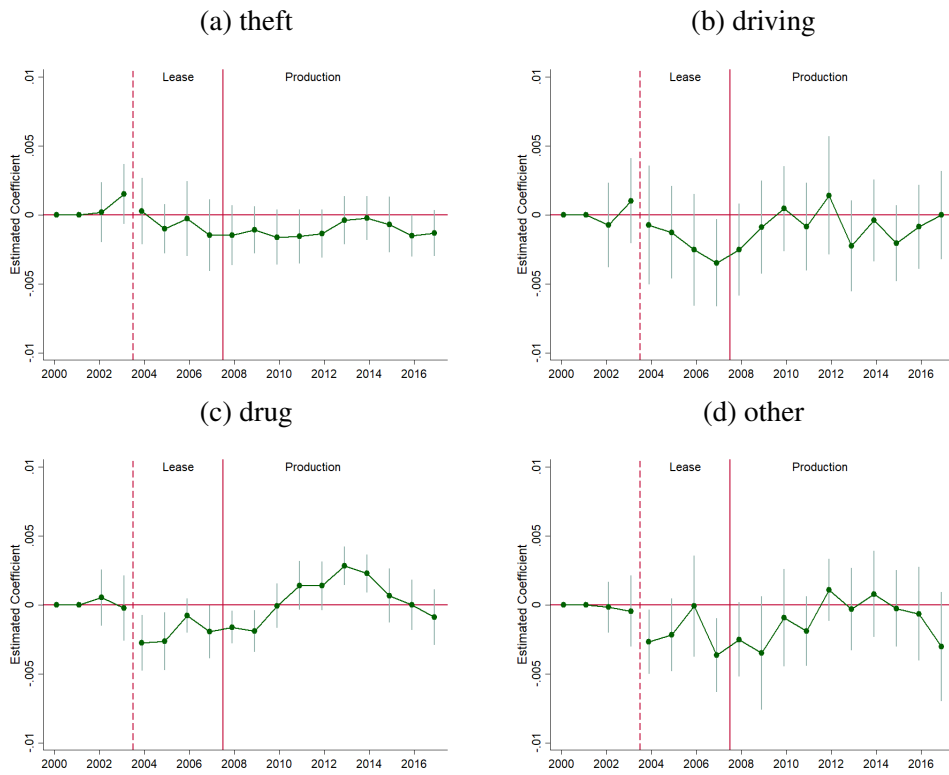 (a) theft
(b) driving
Lease Production
Lease Production
Estimated Coefficient
.01
.005
0
-.005
-.01
2000 2002 2004 2006 2008 2010 2012 2014 2016
Estimated Coefficient
.01
.005
0
-.005
-.01
2000 2002 2004 2006 2008 2010 2012 2014 2016
(c) drug
(d) other
Lease Production
Lease Production
Estimated Coefficient
.01
.005
0
-.005
-.01
2000 2002 2004 2006 2008 2010 2012 2014 2016
Estimated Coefficient
.01
.005
0
-.005
-.01
2000 2002 2004 2006 2008 2010 2012 2014 2016